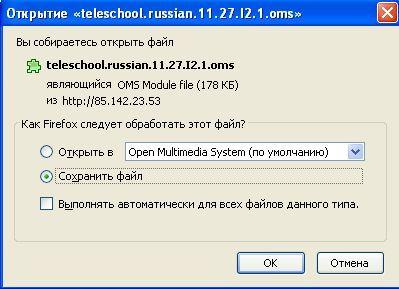 Открытие «teleschool.russian.11.27.I2.1.oms»
Вы собираетесь открыть файл
teleschool.russian.11.27.I2.1.oms
являющийся OMS Module file (178 КБ)
из http://85.142.23.53
Как Firefox следует обработать этот файл?
Открыть в Open Multimedia System (по умолчанию)
Сохранить файл
Выполнять автоматически для всех файлов данного типа.
OK Отмена